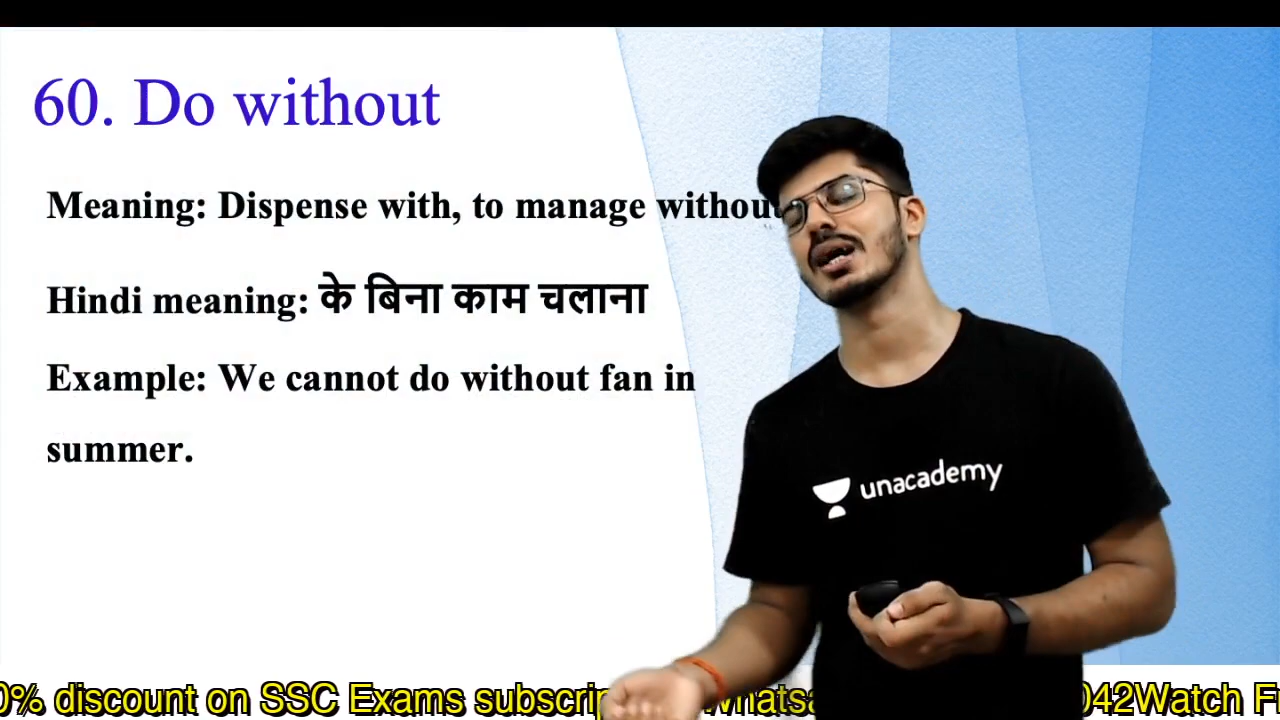 60. Do without
Meaning: Dispense with, to manage without
Hindi meaning: के बिना काम चलाना
Example: We cannot do without fan in
summer.
unacademy
discount on SSC Exams